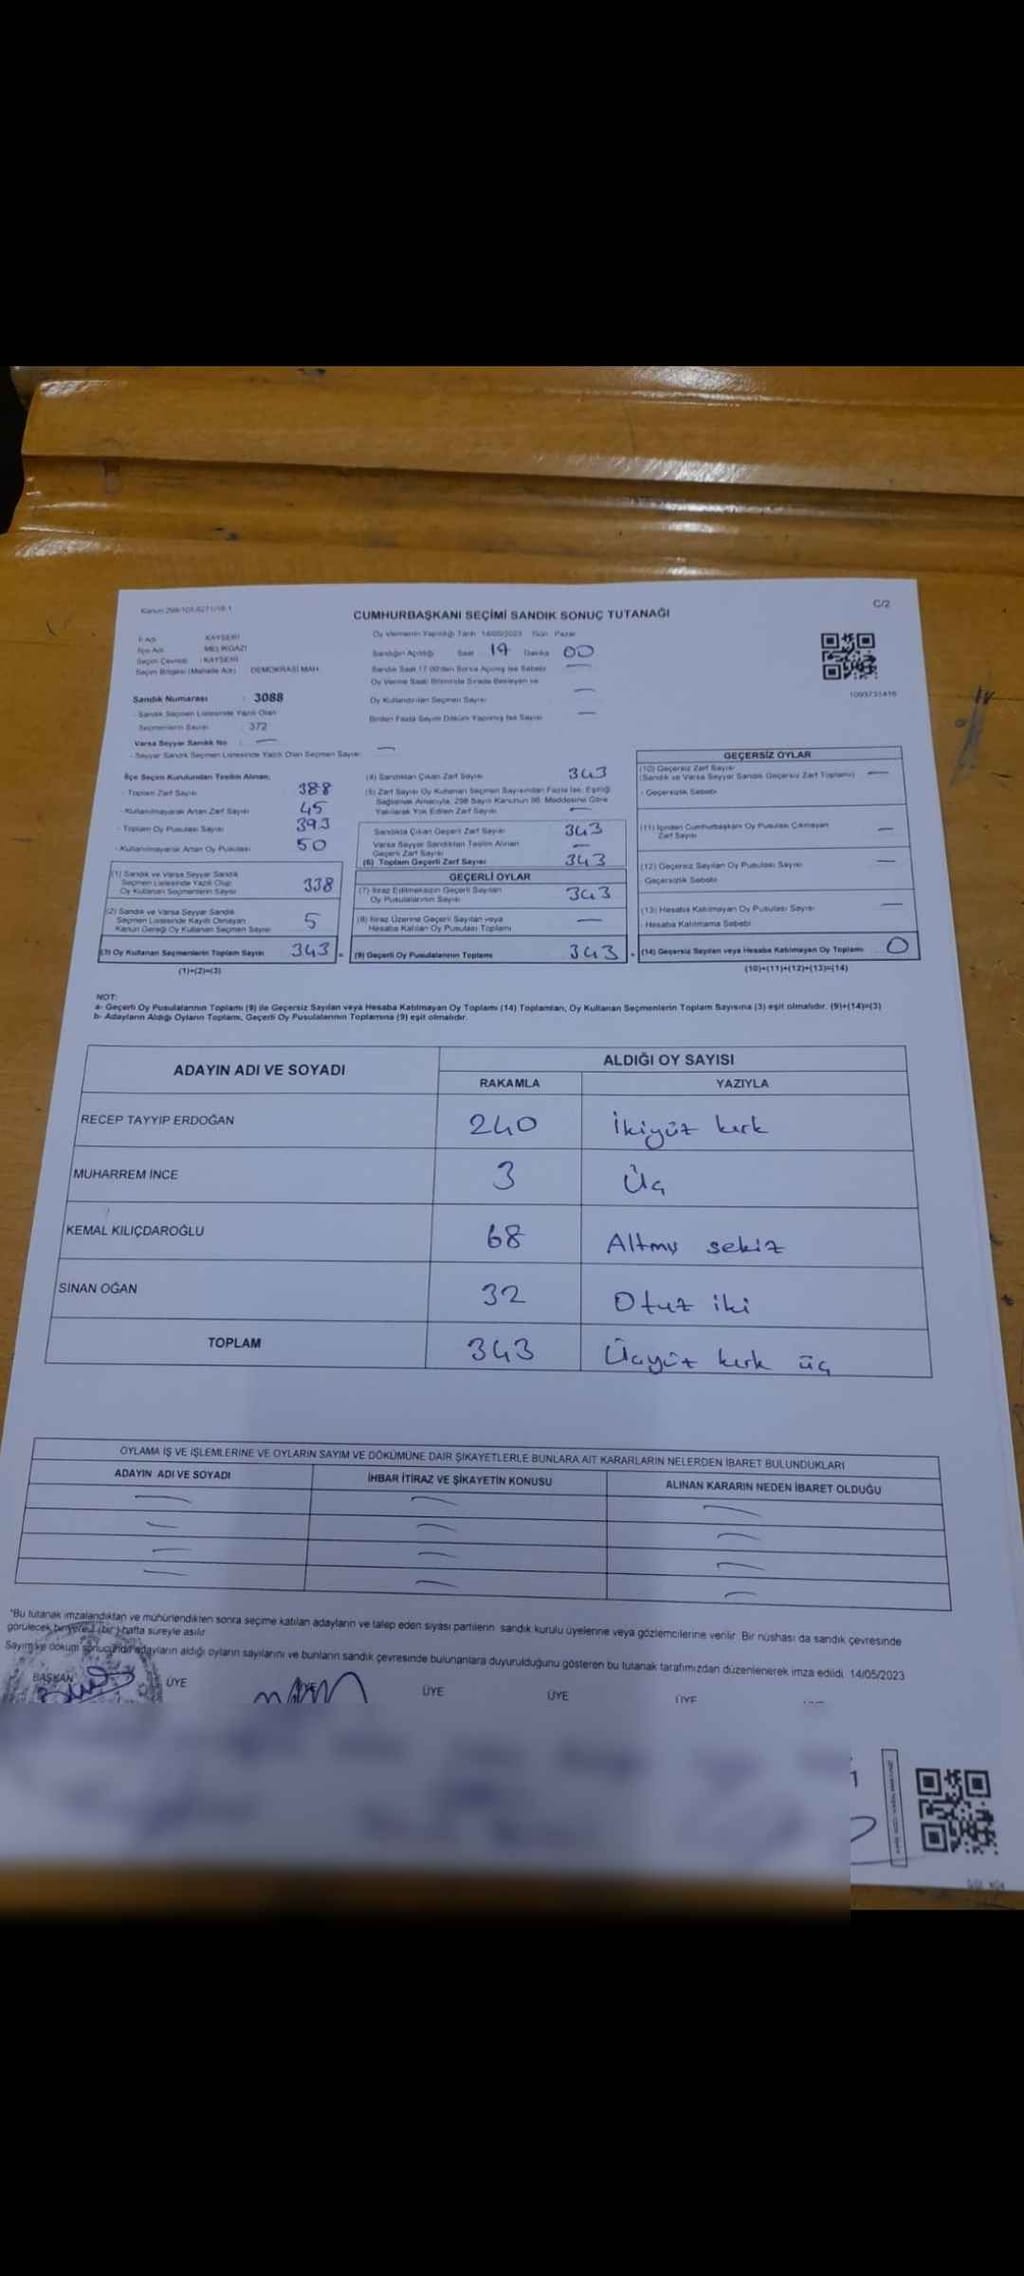 Kanun 298/105-6271/18-1
C/2
CUMHURBAŞKANI SEÇİMİ SANDIK SONUÇ TUTANAĞI
İl Adı KAYSERİ
İlçe Adı MELİKGAZİ
Seçim Çevresi : KAYSERİ
Seçim Bölgesi (Mahalle Adı) DEMOKRASİ MAH.
Sandık Numarası : 3088
- Sandık Seçmen Listesinde Yazılı Olan
Seçmenlerin Sayısı : 372
Varsa Seyyar Sandık No —
- Seyyar Sandık Seçmen Listesinde Yazılı Olan Seçmen Sayısı —
Oy Vermenin Yapıldığı Tarih 14/05/2023 Gün Pazar
Sandığın Açıldığı Saat 17 Dakika 00
Sandık Saat 17:00'den Sonra Açılmış İse Sebebi —
Oy Verme Saati Bitiminde Sırada Bekleyen ve
Oy Kullandırılan Seçmen Sayısı —
Birden Fazla Sayım Döküm Yapılmış İse Sayısı —
1093731416
İlçe Seçim Kurulundan Teslim Alınan;
- Toplam Zarf Sayısı 388
- Kullanılmayarak Artan Zarf Sayısı 45
- Toplam Oy Pusulası Sayısı 393
- Kullanılmayarak Artan Oy Pusulası 50
(1) Sandık ve Varsa Seyyar Sandık
Seçmen Listesinde Yazılı Olup
Oy Kullanan Seçmenlerin Sayısı 338
(2) Sandık ve Varsa Seyyar Sandık
Seçmen Listesinde Kayıtlı Olmayan
Kanun Gereği Oy Kullanan Seçmen Sayısı 5
(3) Oy Kullanan Seçmenlerin Toplam Sayısı 343 =
(1)+(2)=(3)
(4) Sandıktan Çıkan Zarf Sayısı 343
(5) Zarf Sayısı Oy Kullanan Seçmen Sayısından Fazla İse; Eşitliği
Sağlamak Amacıyla, 298 Sayılı Kanunun 98. Maddesine Göre
Yakılarak Yok Edilen Zarf Sayısı —
Sandıkta Çıkan Geçerli Zarf Sayısı 343
Varsa Seyyar Sandıktan Teslim Alınan
Geçerli Zarf Sayısı —
(6) Toplam Geçerli Zarf Sayısı 343
GEÇERLİ OYLAR
(7) İtiraz Edilmeksizin Geçerli Sayılan
Oy Pusulalarının Sayısı 343
(8) İtiraz Üzerine Geçerli Sayılan veya
Hesaba Katılan Oy Pusulası Toplamı —
(9) Geçerli Oy Pusulalarının Toplamı 343 +
GEÇERSİZ OYLAR
(10) Geçersiz Zarf Sayısı
(Sandık ve Varsa Seyyar Sandık Geçersiz Zarf Toplamı) —
- Geçersizlik Sebebi
(11) İçinden Cumhurbaşkanı Oy Pusulası Çıkmayan
Zarf Sayısı —
(12) Geçersiz Sayılan Oy Pusulası Sayısı —
- Geçersizlik Sebebi
(13) Hesaba Katılmayan Oy Pusulası Sayısı —
- Hesaba Katılmama Sebebi
(14) Geçersiz Sayılan veya Hesaba Katılmayan Oy Toplamı 0
(10)+(11)+(12)+(13)=(14)
NOT:
a- Geçerli Oy Pusulalarının Toplamı (9) ile Geçersiz Sayılan veya Hesaba Katılmayan Oy Toplamı (14) Toplamları, Oy Kullanan Seçmenlerin Toplam Sayısına (3) eşit olmalıdır. (9)+(14)=(3)
b- Adayların Aldığı Oyların Toplamı, Geçerli Oy Pusulalarının Toplamına (9) eşit olmalıdır.
ADAYIN ADI VE SOYADI ALDIĞI OY SAYISI
RAKAMLA YAZIYLA
RECEP TAYYİP ERDOĞAN 240 İkiyüz kırk
MUHARREM İNCE 3 Üç
KEMAL KILIÇDAROĞLU 68 Altmış sekiz
SİNAN OĞAN 32 Otuz iki
TOPLAM 343 Üçyüz kırk üç
OYLAMA İŞ VE İŞLEMLERİNE VE OYLARIN SAYIM VE DÖKÜMÜNE DAİR ŞİKAYETLERLE BUNLARA AİT KARARLARIN NELERDEN İBARET BULUNDUKLARI
ADAYIN ADI VE SOYADI İHBAR İTİRAZ VE ŞİKAYETİN KONUSU ALINAN KARARIN NEDEN İBARET OLDUĞU
— — —
— — —
— — —
— — —
"Bu tutanak imzalandıktan ve mühürlendikten sonra seçime katılan adayların ve talep eden siyasi partilerin sandık kurulu üyelerine veya gözlemcilerine verilir. Bir nüshası da sandık çevresinde
görülecek bir yere 1 (bir) hafta süreyle asılır.
Sayım ve döküm sonucunda adayların aldığı oyların sayılarını ve bunların sandık çevresinde bulunanlara duyurulduğunu gösteren bu tutanak tarafımızdan düzenlenerek imza edildi. 14/05/2023
BAŞKAN ÜYE ÜYE ÜYE ÜYE